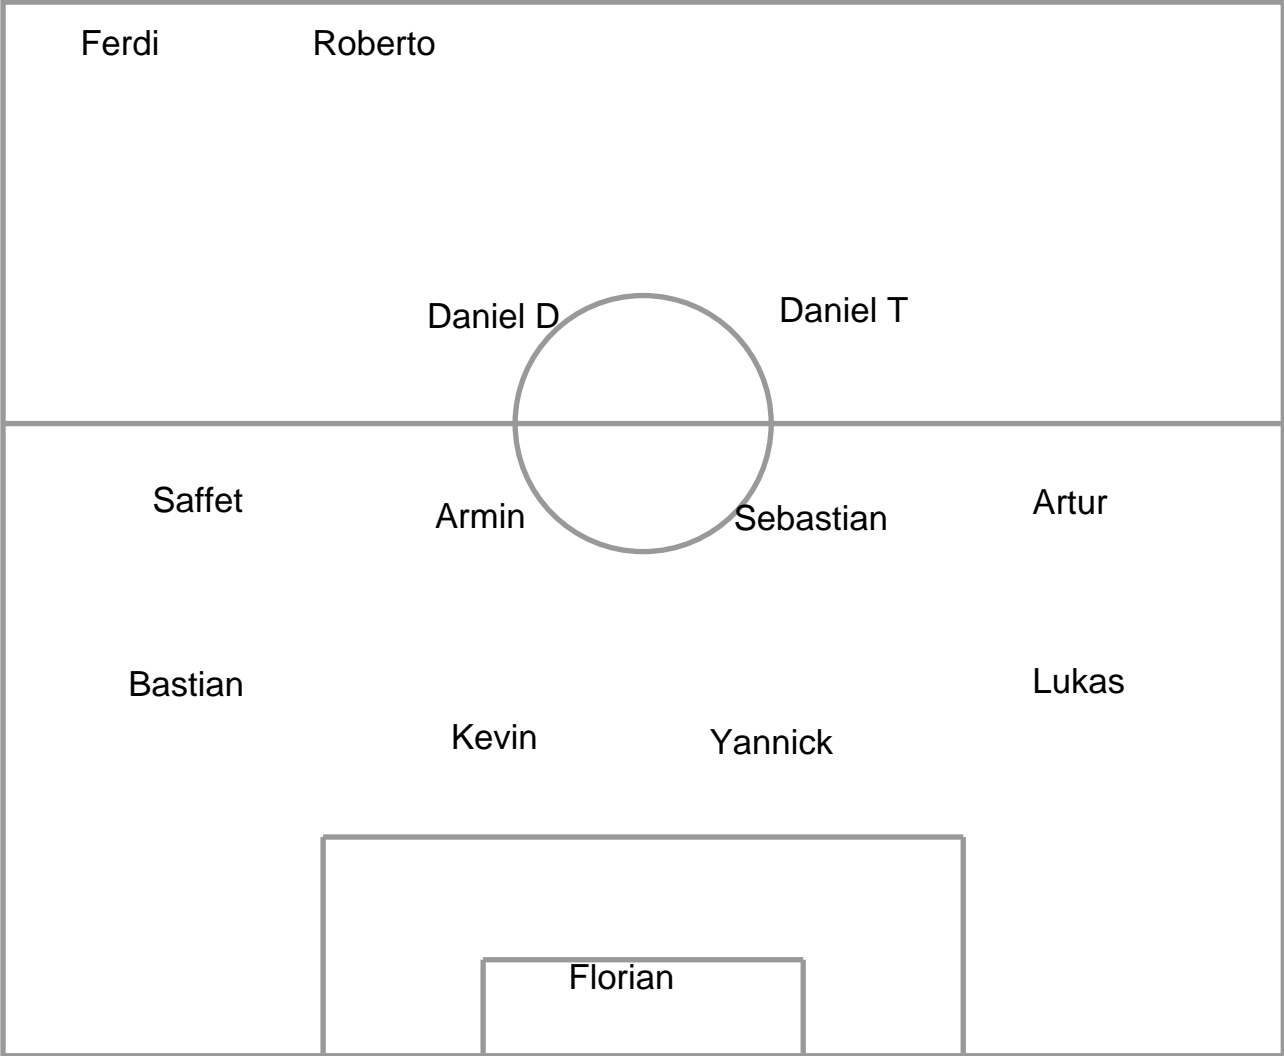 Ferdi Roberto
Daniel D Daniel T
Saffet Armin Sebastian Artur
Bastian Lukas
Kevin Yannick
Florian